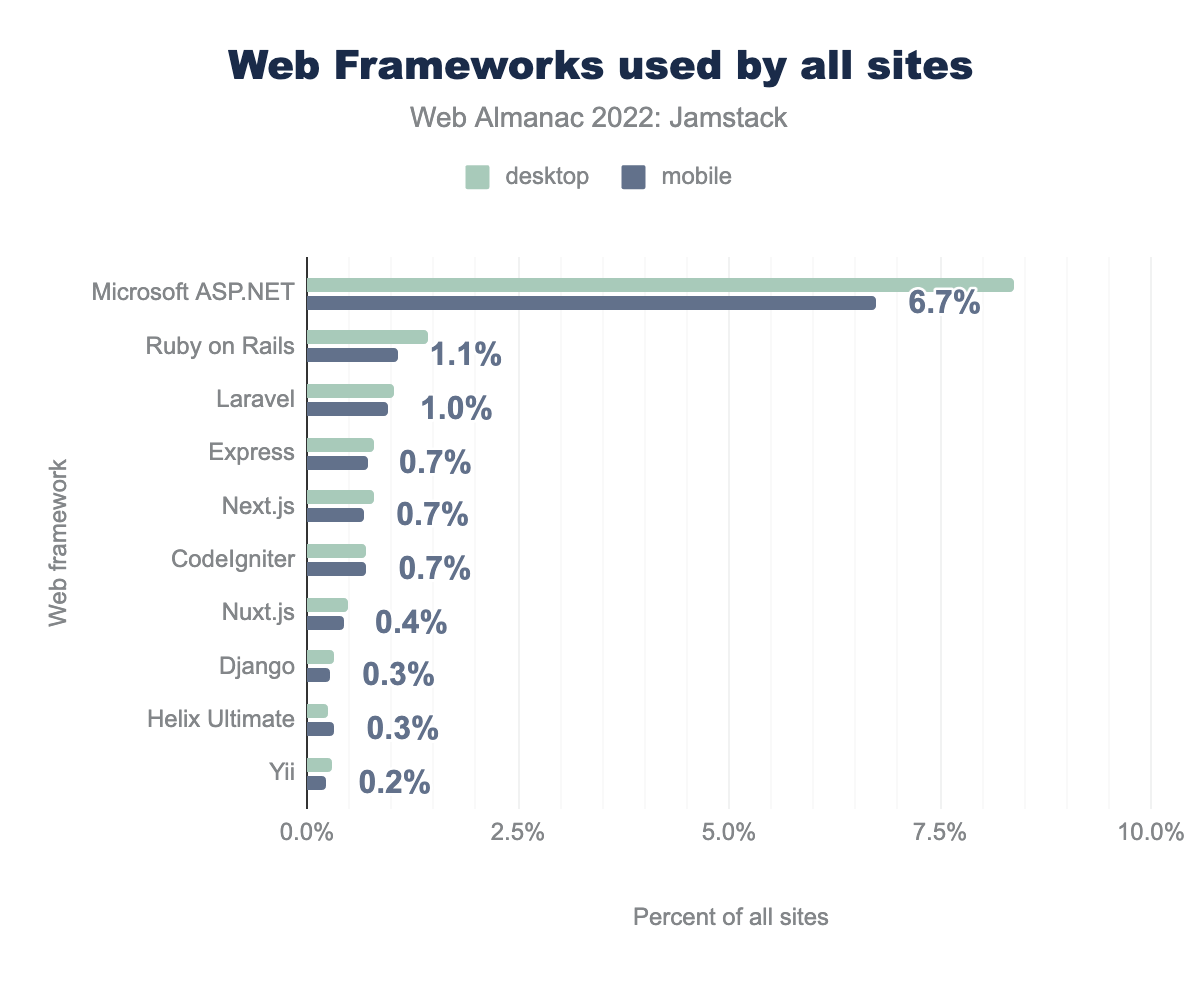 Web Frameworks used by all sites
Web Almanac 2022: Jamstack
desktop mobile
Microsoft ASP.NET 6.7%
Ruby on Rails 1.1%
Laravel 1.0%
Express 0.7%
Next.js 0.7%
CodeIgniter 0.7%
Nuxt.js 0.4%
Django 0.3%
Helix Ultimate 0.3%
Yii 0.2%
Web framework
0.0% 2.5% 5.0% 7.5% 10.0%
Percent of all sites